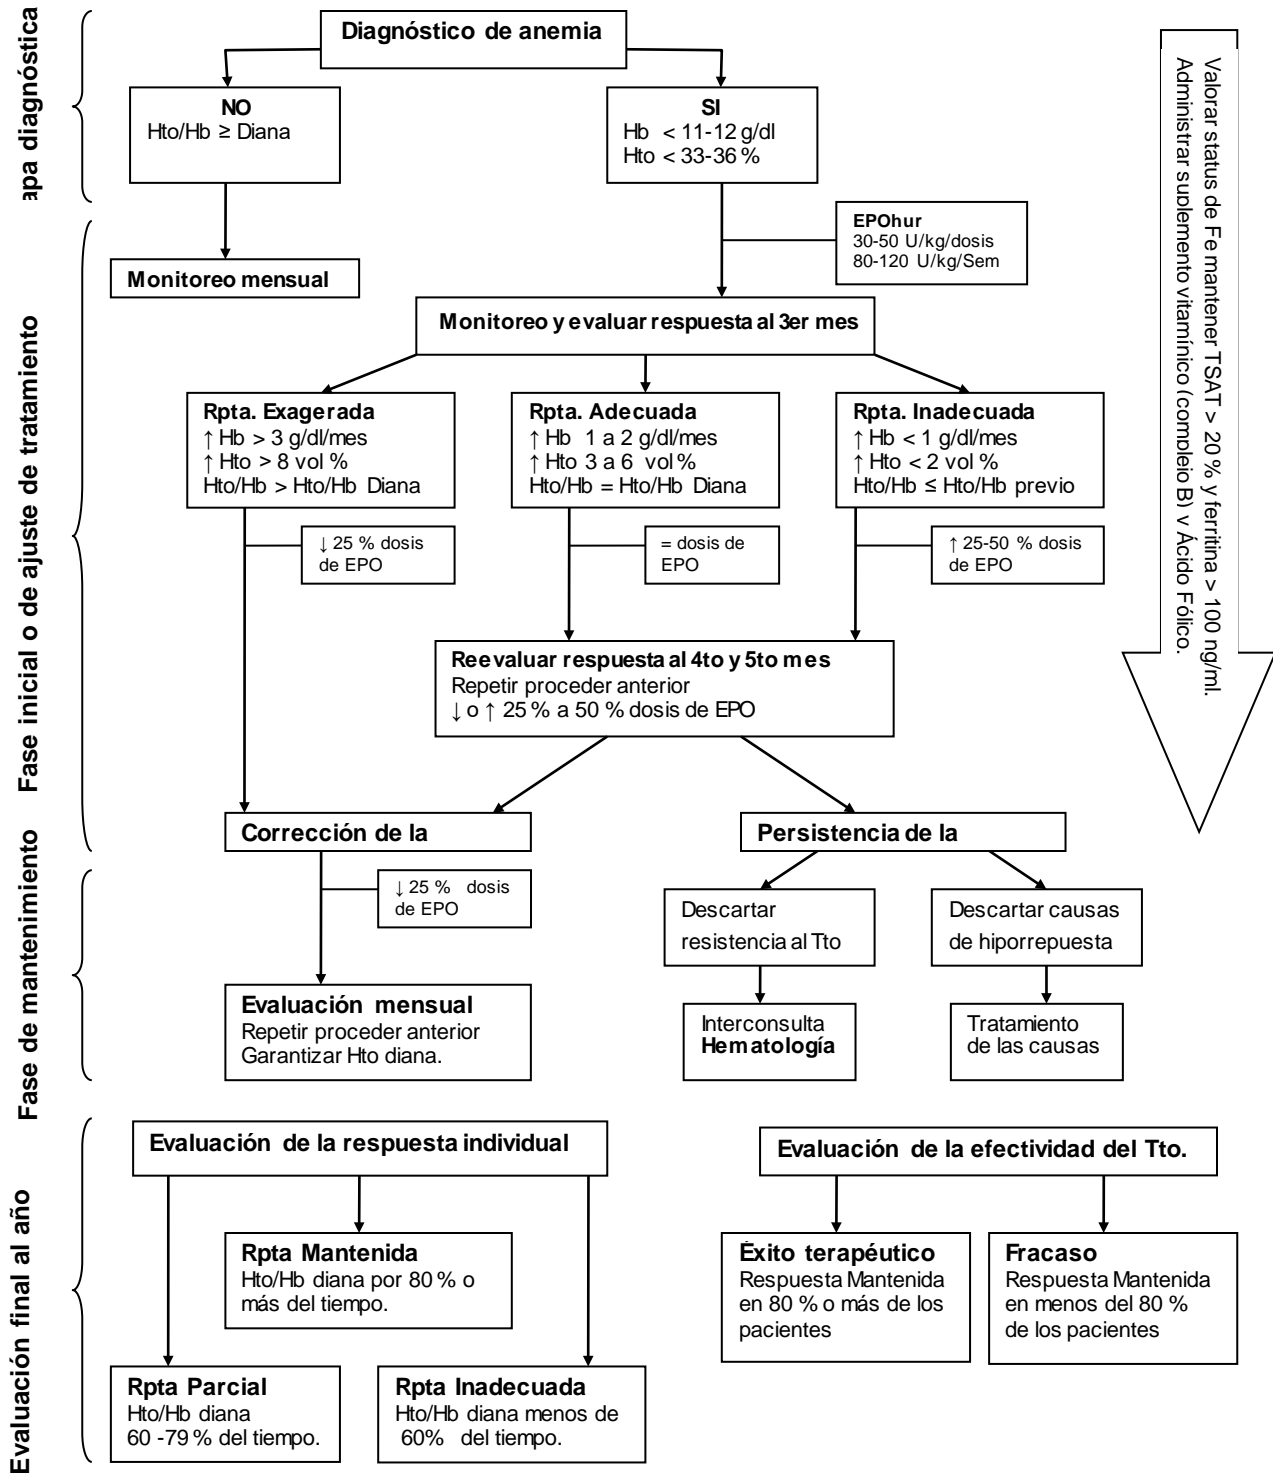 apa diagnóstica
Diagnóstico de anemia
NO
Hto/Hb ≥ Diana
SI
Hb < 11-12 g/dl
Hto < 33-36 %
EPOhur
30-50 U/kg/dosis
80-120 U/kg/Sem
Monitoreo mensual
Fase inicial o de ajuste de tratamiento
Monitoreo y evaluar respuesta al 3er mes
Rpta. Exagerada
↑ Hb > 3 g/dl/mes
↑ Hto > 8 vol %
Hto/Hb > Hto/Hb Diana
Rpta. Adecuada
↑ Hb 1 a 2 g/dl/mes
↑ Hto 3 a 6 vol %
Hto/Hb = Hto/Hb Diana
Rpta. Inadecuada
↑ Hb < 1 g/dl/mes
↑ Hto < 2 vol %
Hto/Hb ≤ Hto/Hb previo
↓ 25 % dosis
de EPO
= dosis de
EPO
↑ 25-50 % dosis
de EPO
Reevaluar respuesta al 4to y 5to mes
Repetir proceder anterior
↓ o ↑ 25 % a 50 % dosis de EPO
Valorar status de Fe mantener TSAT > 20 % y ferritina > 100 ng/ml.
Administrar suplemento vitamínico (complejo B) y Ácido Fólico.
Corrección de la
Persistencia de la
Fase de mantenimiento
↓ 25 % dosis
de EPO
Descartar
resistencia al Tto
Descartar causas
de hiporrepuesta
Evaluación mensual
Repetir proceder anterior
Garantizar Hto diana.
Interconsulta
Hematología
Tratamiento
de las causas
Evaluación final al año
Evaluación de la respuesta individual
Evaluación de la efectividad del Tto.
Rpta Mantenida
Hto/Hb diana por 80 % o
más del tiempo.
Éxito terapéutico
Respuesta Mantenida
en 80 % o más de los
pacientes
Fracaso
Respuesta Mantenida
en menos del 80 %
de los pacientes
Rpta Parcial
Hto/Hb diana
60 -79 % del tiempo.
Rpta Inadecuada
Hto/Hb diana menos de
60% del tiempo.